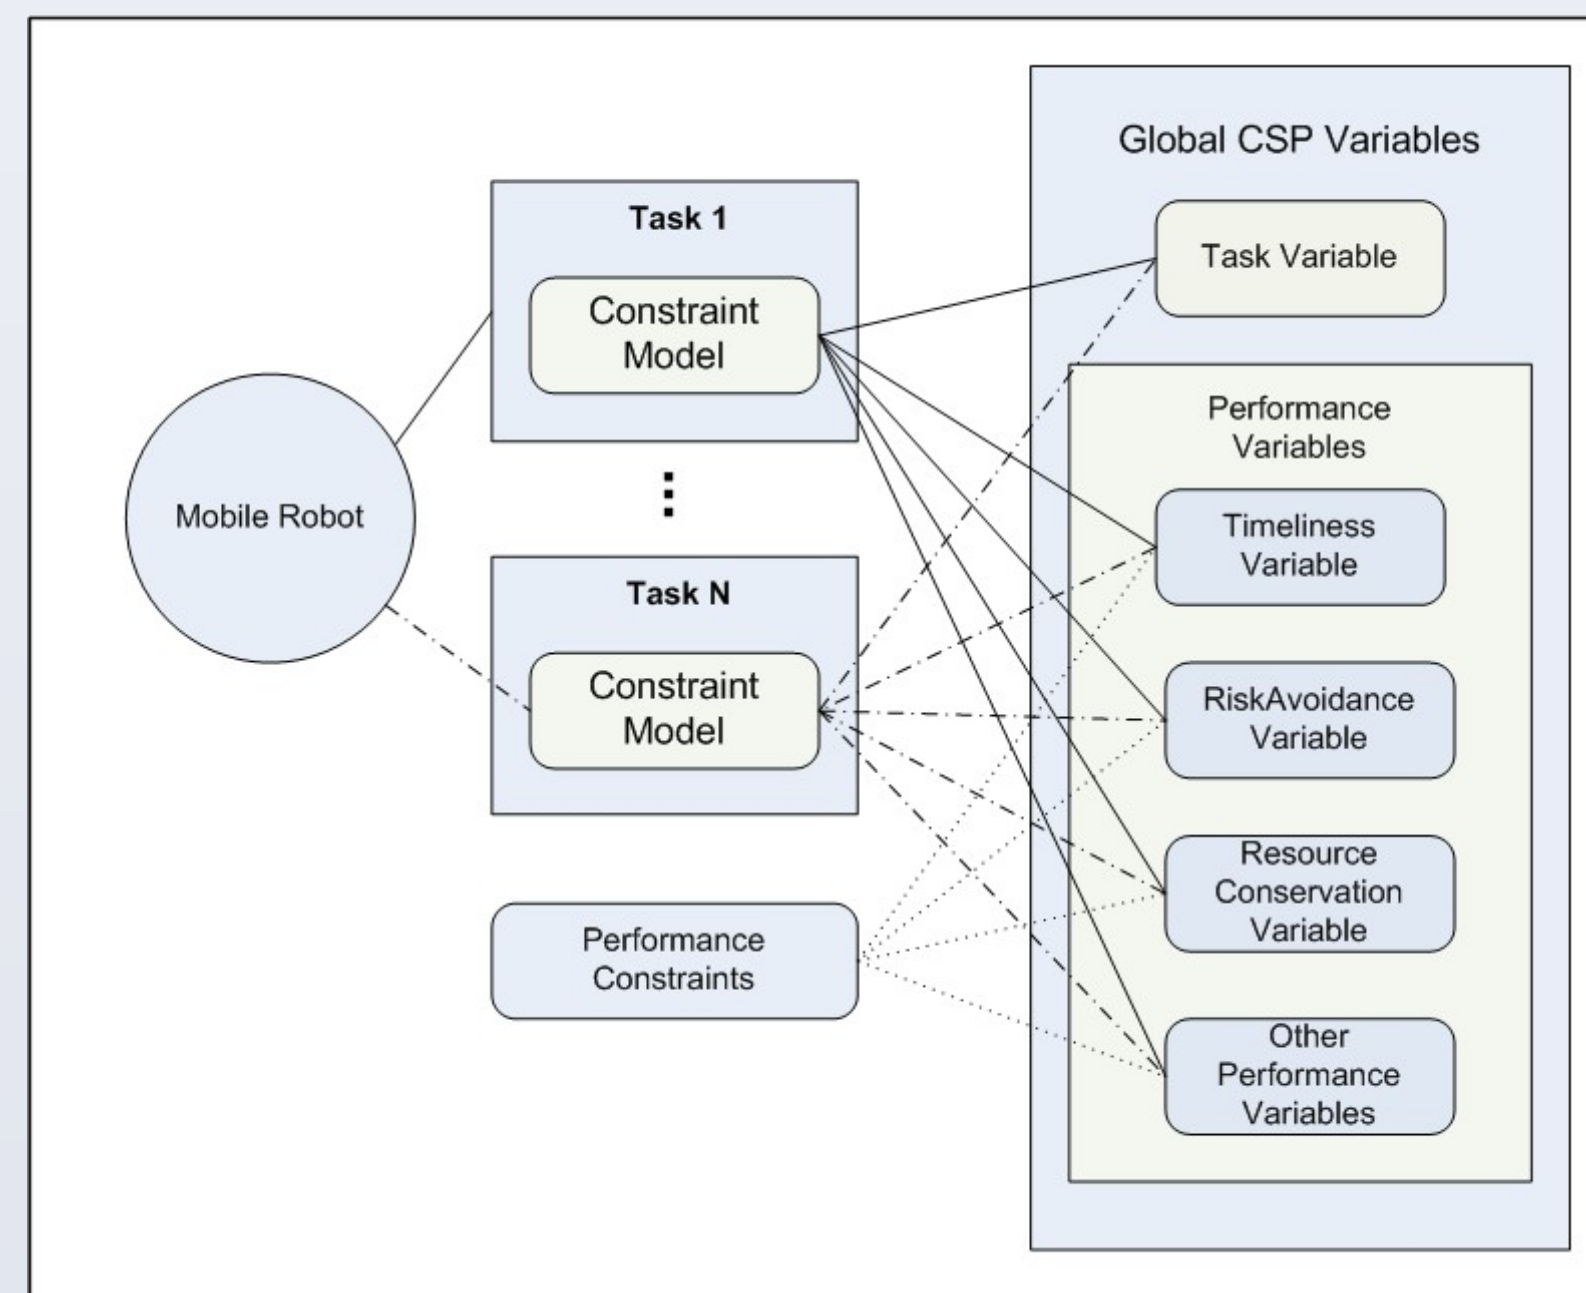 Global CSP Variables
Task 1
Task Variable
Constraint
Model
Performance
Variables
Mobile Robot
Timeliness
Variable
Task N
Constraint
Model
RiskAvoidance
Variable
Resource
Conservation
Variable
Performance
Constraints
Other
Performance
Variables